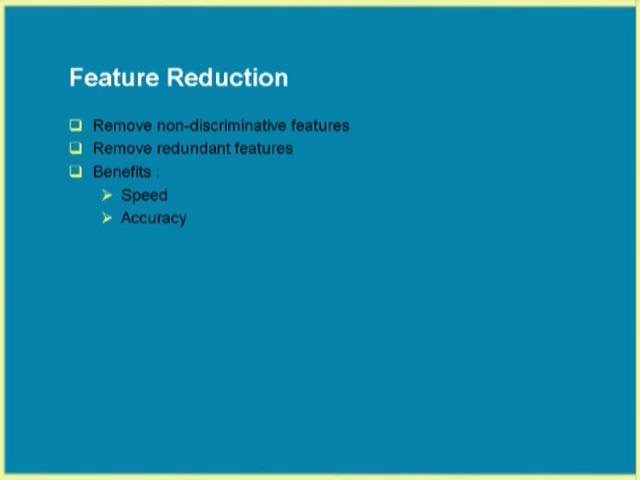 Feature Reduction
Remove non-discriminative features
Remove redundant features
Benefits :
Speed
Accuracy